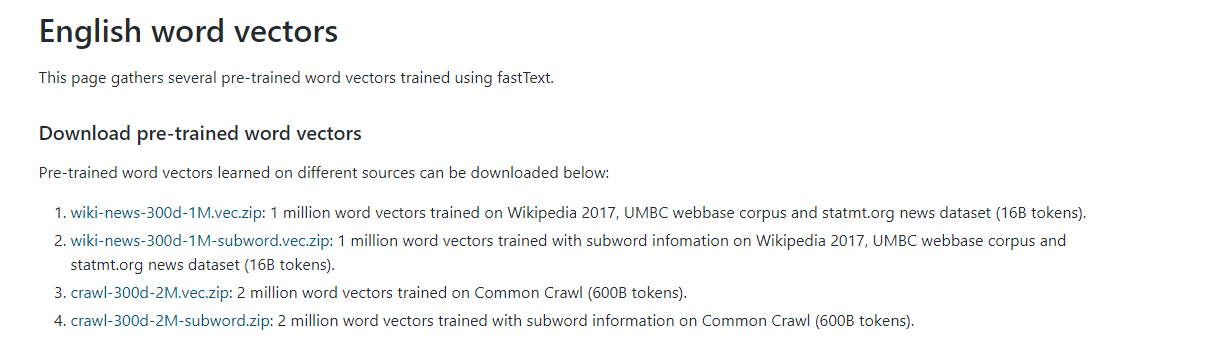 English word vectors
This page gathers several pre-trained word vectors trained using fastText.
Download pre-trained word vectors
Pre-trained word vectors learned on different sources can be downloaded below:
1. wiki-news-300d-1M.vec.zip: 1 million word vectors trained on Wikipedia 2017, UMBC webbase corpus and statmt.org news dataset (16B tokens).
2. wiki-news-300d-1M-subword.vec.zip: 1 million word vectors trained with subword infomation on Wikipedia 2017, UMBC webbase corpus and
statmt.org news dataset (16B tokens).
3. crawl-300d-2M.vec.zip: 2 million word vectors trained on Common Crawl (600B tokens).
4. crawl-300d-2M-subword.zip: 2 million word vectors trained with subword information on Common Crawl (600B tokens).